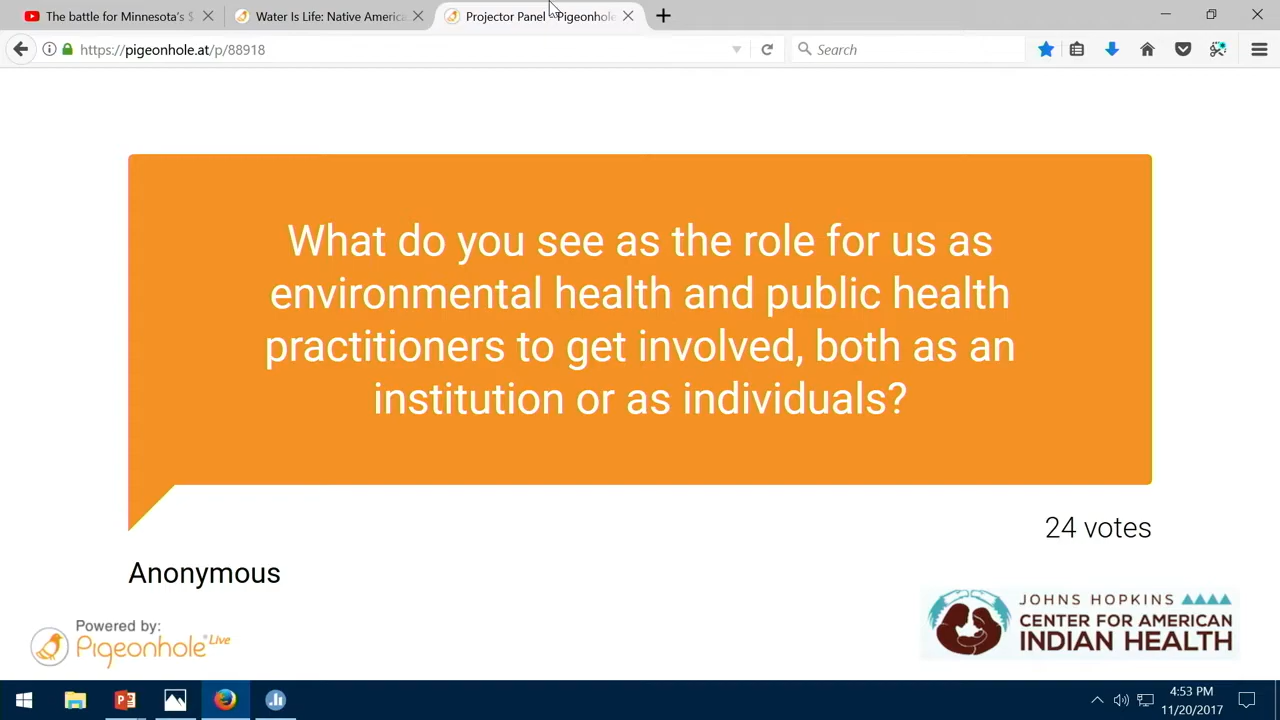 The battle for Minnesota's S
Water Is Life: Native America
Projector Panel - Pigeonhole
https://pigeonhole.at/p/88918
Search
What do you see as the role for us as
environmental health and public health
practitioners to get involved, both as an
institution or as individuals?
24 votes
Anonymous
Powered by:
Pigeonhole Live
JOHNS HOPKINS
CENTER FOR AMERICAN
INDIAN HEALTH
4:53 PM
11/20/2017